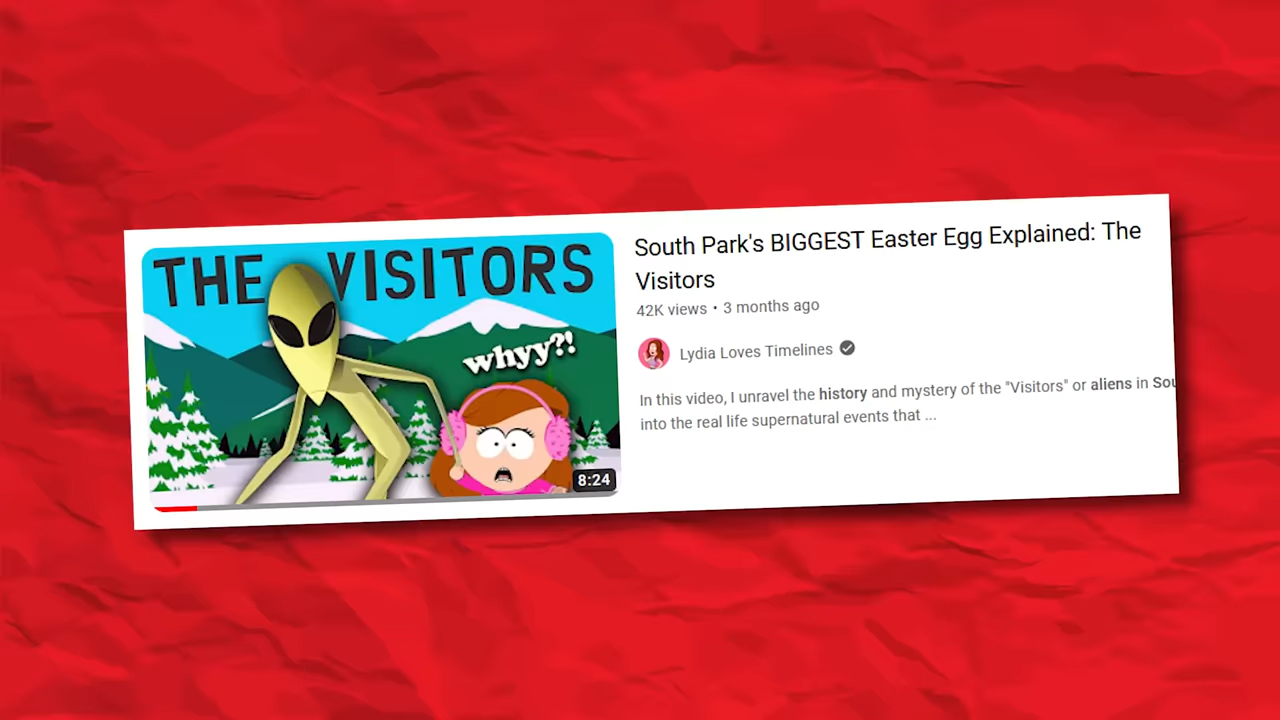 THE VISITORS
whyy?!
8:24
South Park's BIGGEST Easter Egg Explained: The
Visitors
42K views • 3 months ago
Lydia Loves Timelines
In this video, I unravel the history and mystery of the "Visitors" or aliens in Sou
into the real life supernatural events that ...